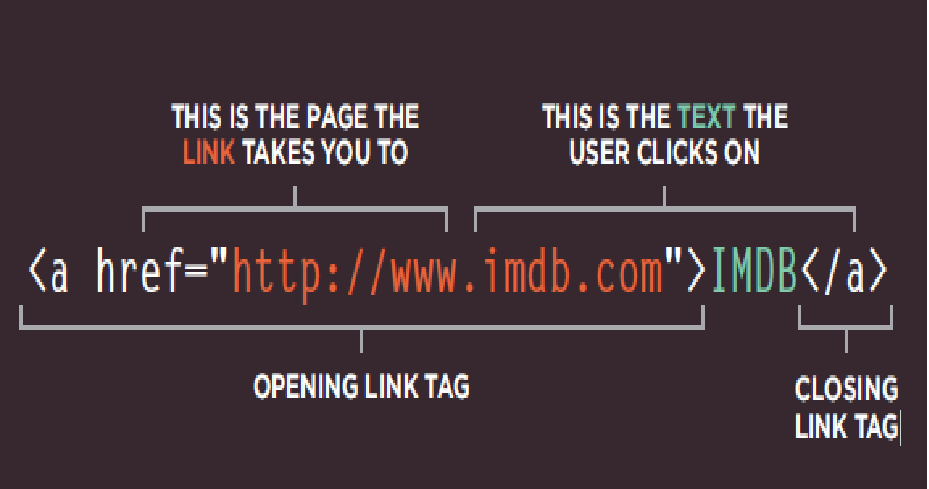 THIS IS THE PAGE THE
LINK TAKES YOU TO
THIS IS THE TEXT THE
USER CLICKS ON
<a href="http://www.imdb.com">IMDB</a>
OPENING LINK TAG
CLOSING
LINK TAG